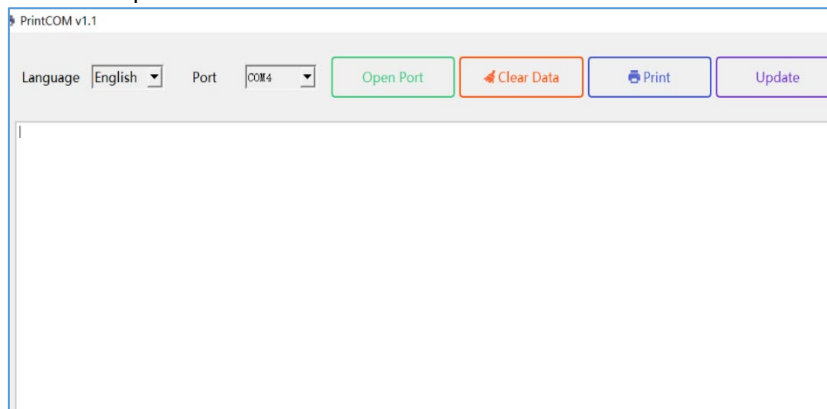 PrintCOM v1.1
Language English Port COM4 Open Port Clear Data Print Update